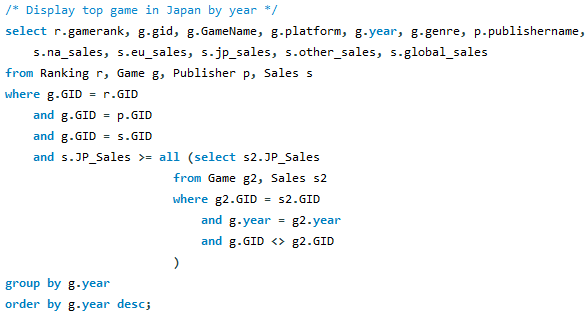 /* Display top game in Japan by year */
select r.gamerank, g.gid, g.GameName, g.platform, g.year, g.genre, p.publishername,
    s.na_sales, s.eu_sales, s.jp_sales, s.other_sales, s.global_sales
from Ranking r, Game g, Publisher p, Sales s
where g.GID = r.GID
    and g.GID = p.GID
    and g.GID = s.GID
    and s.JP_Sales >= all (select s2.JP_Sales
                        from Game g2, Sales s2
                        where g2.GID = s2.GID
                            and g.year = g2.year
                            and g.GID <> g2.GID
                        )
group by g.year
order by g.year desc;